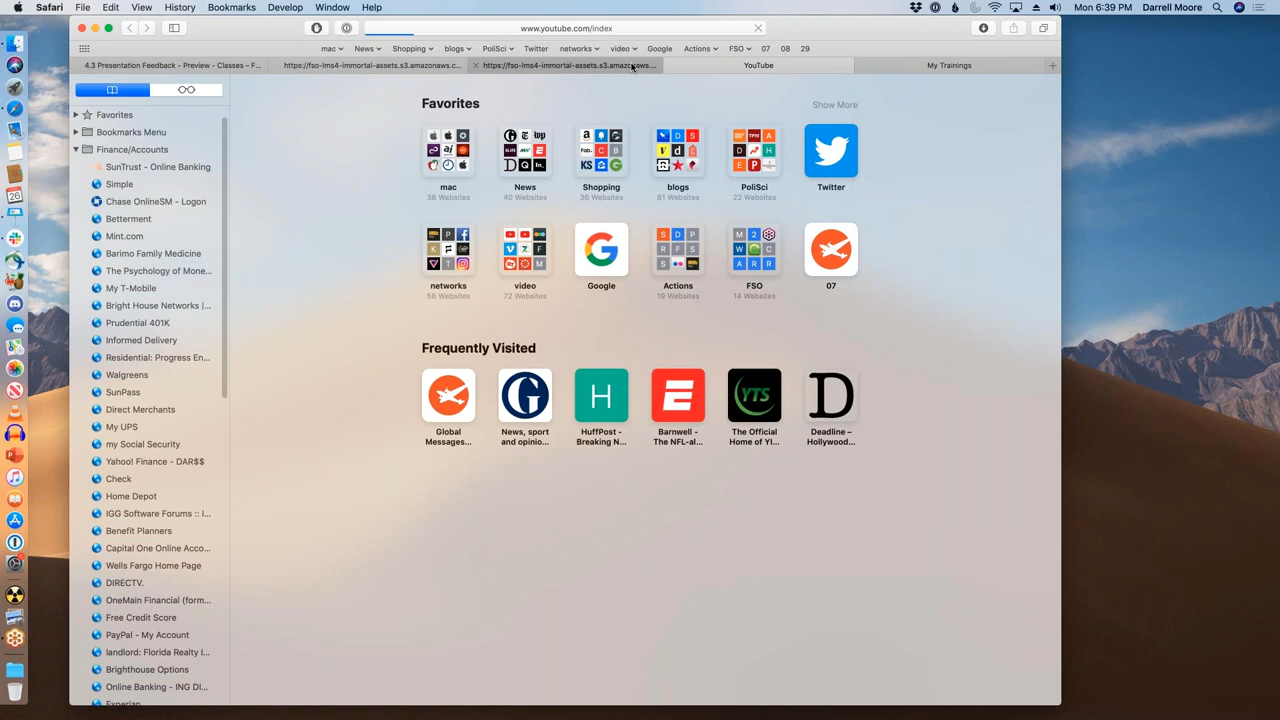 Safari File Edit View History Bookmarks Develop Window Help
Mon 6:39 PM Darrell Moore
www.youtube.com/index
mac News Shopping blogs PoliSci Twitter networks video Google Actions FSO 07 08 29
4.3 Presentation Feedback - Preview - Classes – F...
https://fso-lms4-immortal-assets.s3.amazonaws.c...
https://fso-lms4-immortal-assets.s3.amazonaws....
YouTube
My Trainings
Favorites
Bookmarks Menu
Finance/Accounts
SunTrust - Online Banking
Simple
Chase OnlineSM - Logon
Betterment
Mint.com
Barimo Family Medicine
The Psychology of Mone...
My T-Mobile
Bright House Networks |...
Prudential 401K
Informed Delivery
Residential: Progress En...
Walgreens
SunPass
Direct Merchants
My UPS
my Social Security
Yahoo! Finance - DAR$$
Check
Home Depot
IGG Software Forums :: I...
Benefit Planners
Capital One Online Acco...
Wells Fargo Home Page
DIRECTV.
OneMain Financial (form...
Free Credit Score
PayPal - My Account
landlord: Florida Realty I...
Brighthouse Options
Online Banking - ING DI...
Experian
Favorites
Show More
mac
38 Websites
News
40 Websites
Shopping
36 Websites
blogs
81 Websites
PoliSci
22 Websites
Twitter
networks
58 Websites
video
72 Websites
Google
Actions
19 Websites
FSO
14 Websites
07
Frequently Visited
H
YTS
D
Global
Messages...
News, sport
and opinio...
HuffPost -
Breaking N...
Barnwell -
The NFL-al...
The Official
Home of YI...
Deadline –
Hollywood...